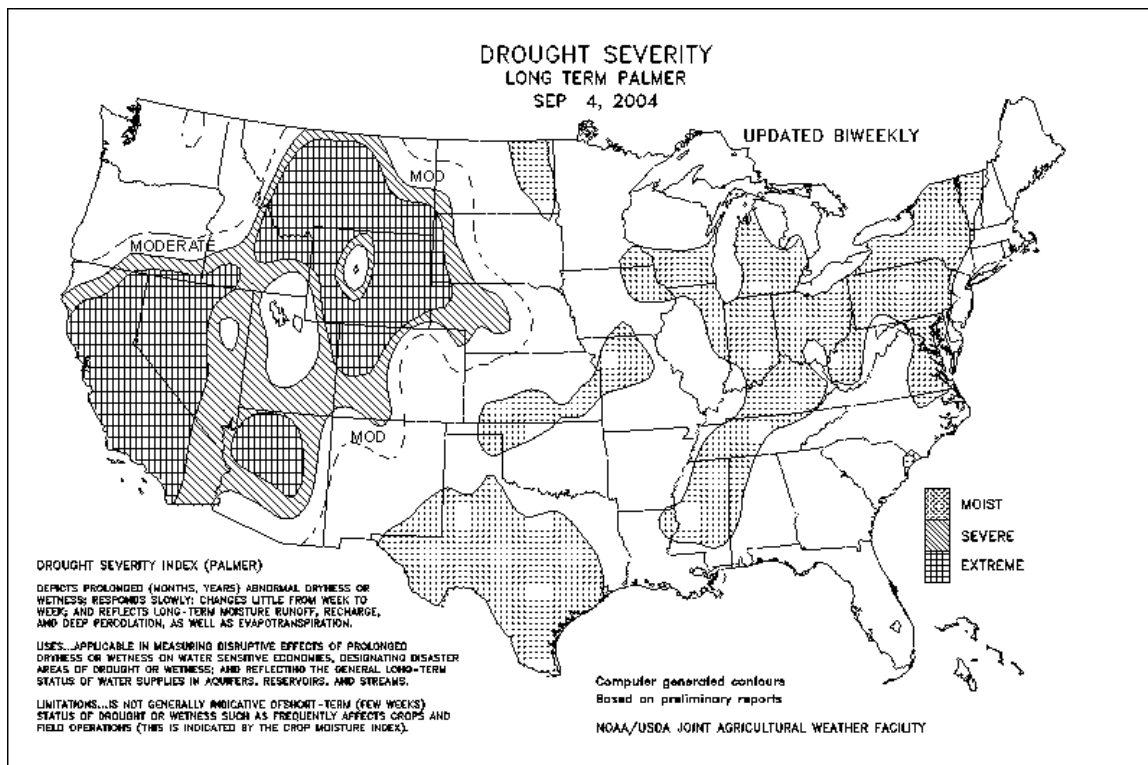 DROUGHT SEVERITY
LONG TERM PALMER
SEP 4, 2004
UPDATED BIWEEKLY
MOD
MODERATE
MOD
MOIST
SEVERE
EXTREME
DROUGHT SEVERITY INDEX (PALMER)
DEPICTS PROLONGED (MONTHS, YEARS) ABNORMAL DRYNESS OR
WETNESS; RESPONDS SLOWLY; CHANGES LITTLE FROM WEEK TO
WEEK; AND REFLECTS LONG-TERM MOISTURE RUNOFF, RECHARGE,
AND DEEP PERCOLATION, AS WELL AS EVAPOTRANSPIRATION.
USES...APPLICABLE IN MEASURING DISRUPTIVE EFFECTS OF PROLONGED
DRYNESS OR WETNESS ON WATER SENSITIVE ECONOMIES, DESIGNATING DISASTER
AREAS OF DROUGHT OR WETNESS; AND REFLECTING THE GENERAL LONG-TERM
STATUS OF WATER SUPPLIES IN AQUIFERS, RESERVOIRS, AND STREAMS.
LIMITATIONS...IS NOT GENERALLY INDICATIVE OFSHORT-TERM (FEW WEEKS)
STATUS OF DROUGHT OR WETNESS SUCH AS FREQUENTLY AFFECTS CROPS AND
FIELD OPERATIONS (THIS IS INDICATED BY THE CROP MOISTURE INDEX).
Computer generated contours
Based on preliminary reports
NOAA/USDA JOINT AGRICULTURAL WEATHER FACILITY